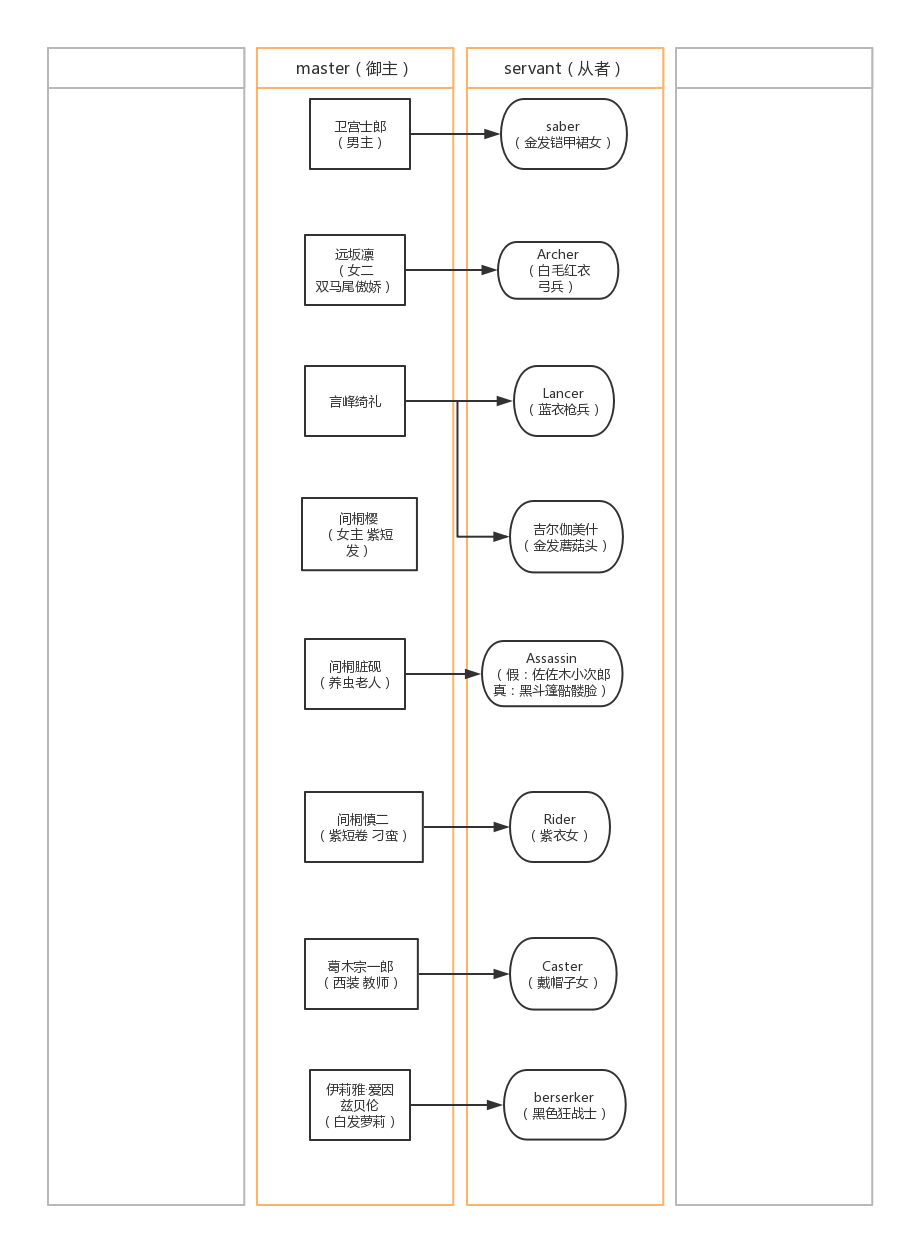 master（御主）
servant（从者）
卫宫士郎
（男主）
saber
（金发铠甲裙女）
远坂凛
（女二
双马尾傲娇）
Archer
（白毛红衣
弓兵）
言峰绮礼
Lancer
（蓝衣枪兵）
间桐樱
（女主 紫短
发）
吉尔伽美什
（金发蘑菇头）
间桐脏砚
（养虫老人）
Assassin
（假：佐佐木小次郎
真：黑斗篷骷髅脸）
间桐慎二
（紫短卷 刁蛮）
Rider
（紫衣女）
葛木宗一郎
（西装 教师）
Caster
（戴帽子女）
伊莉雅·爱因
兹贝伦
（白发萝莉）
berserker
（黑色狂战士）